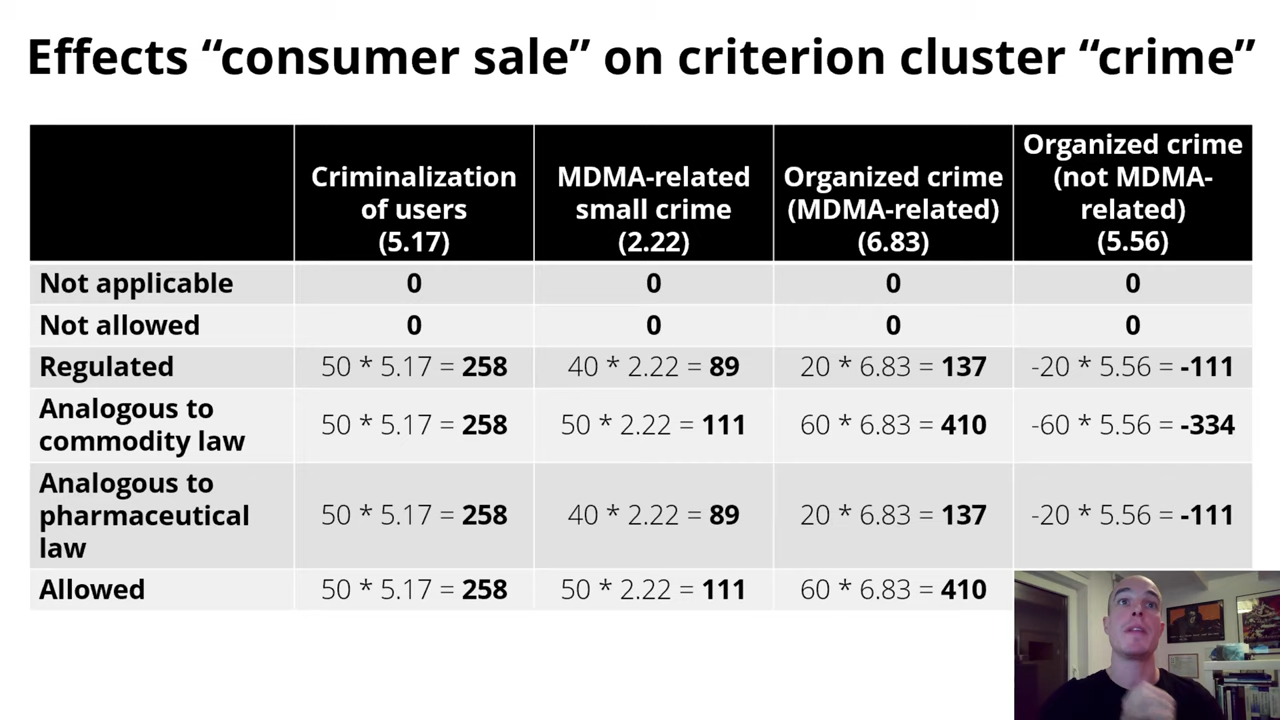 Effects “consumer sale” on criterion cluster “crime”
Criminalization
of users
(5.17)
MDMA-related
small crime
(2.22)
Organized crime
(MDMA-related)
(6.83)
Organized crime
(not MDMA-
related)
(5.56)
Not applicable
0
0
0
0
Not allowed
0
0
0
0
Regulated
50 * 5.17 = 258
40 * 2.22 = 89
20 * 6.83 = 137
-20 * 5.56 = -111
Analogous to
commodity law
50 * 5.17 = 258
50 * 2.22 = 111
60 * 6.83 = 410
-60 * 5.56 = -334
Analogous to
pharmaceutical
law
50 * 5.17 = 258
40 * 2.22 = 89
20 * 6.83 = 137
-20 * 5.56 = -111
Allowed
50 * 5.17 = 258
50 * 2.22 = 111
60 * 6.83 = 410